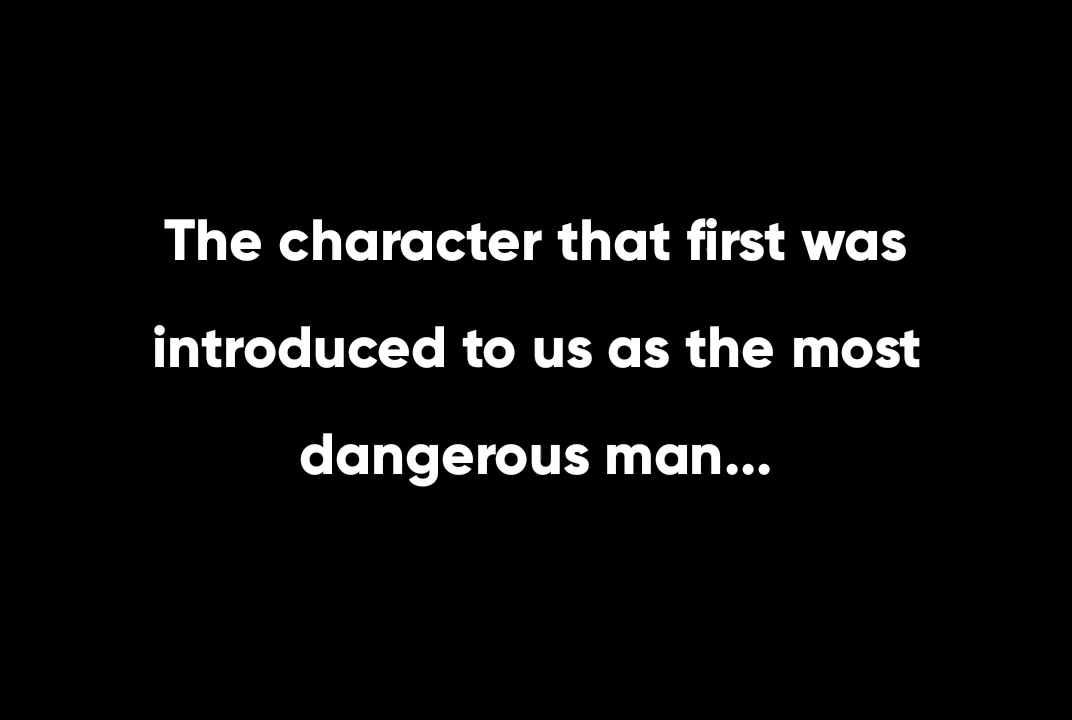 The character that first was
introduced to us as the most
dangerous man...